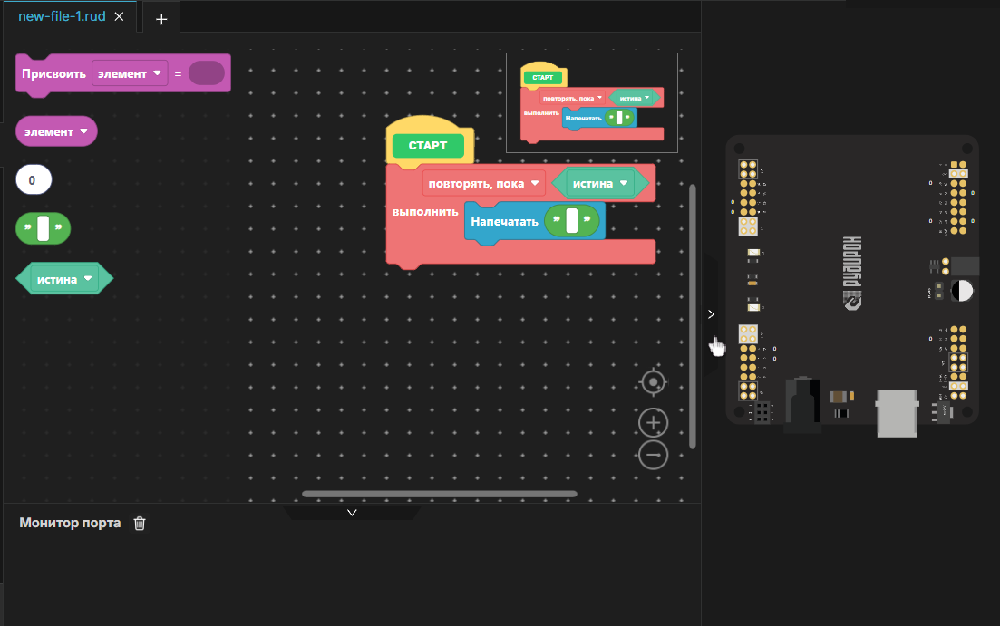 new-file-1.rud
Присвоить элемент =
элемент
0
" "
истина
СТАРТ
повторять, пока истина
выполнить Напечатать " "
СТАРТ
повторять, пока истина
выполнить Напечатать " "
Монитор порта